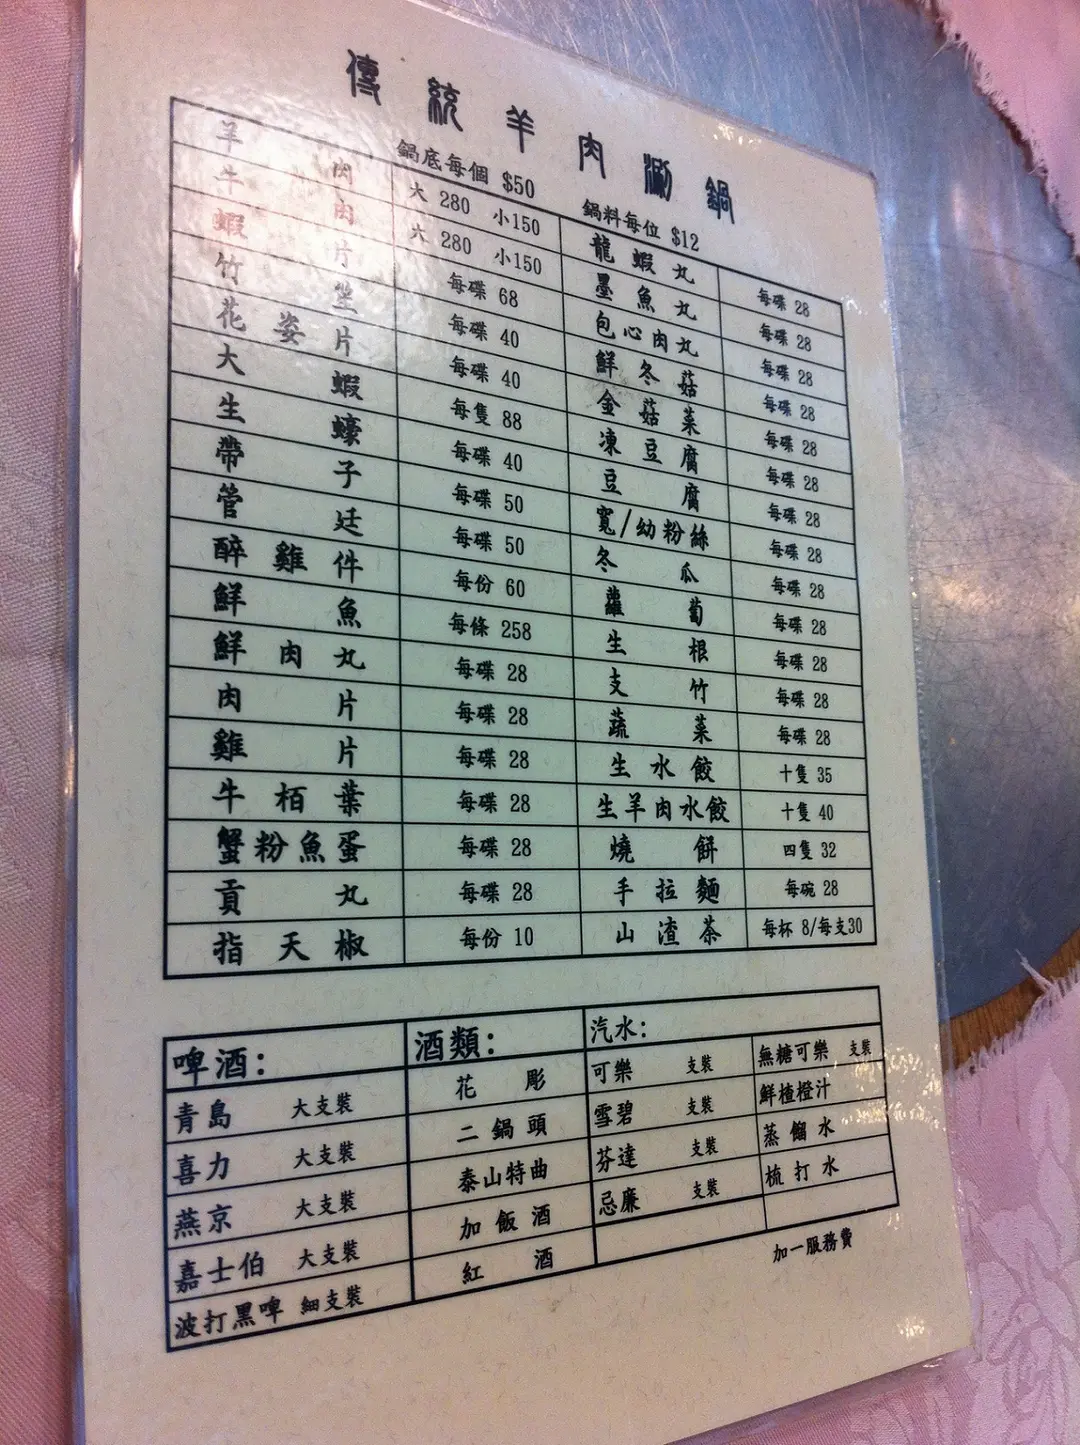 傳統羊肉涮鍋
鍋底每個 $50 鍋料每位 $12
羊肉 大 280 小150
牛肉 大 280 小150
蝦片 每碟 68
竹笙 每碟 40
花姿片 每碟 40
大蝦 每隻 88
生蠔 每碟 40
帶子 每碟 50
管廷 每碟 50
醉雞件 每份 60
鮮魚 每條 258
鮮肉丸 每碟 28
肉片 每碟 28
雞片 每碟 28
牛栢葉 每碟 28
蟹粉魚蛋 每碟 28
貢丸 每碟 28
指天椒 每份 10
龍蝦丸 每碟 28
墨魚丸 每碟 28
包心肉丸 每碟 28
鮮冬菇 每碟 28
金菇菜 每碟 28
凍豆腐 每碟 28
豆腐 每碟 28
寬/幼粉絲 每碟 28
冬瓜 每碟 28
蘿蔔 每碟 28
生根 每碟 28
支竹 每碟 28
蔬菜 每碟 28
生水餃 十隻 35
生羊肉水餃 十隻 40
燒餅 四隻 32
手拉麵 每碗 28
山渣茶 每杯 8/每支30
啤酒:
青島 大支裝
喜力 大支裝
燕京 大支裝
嘉士伯 大支裝
波打黑啤 細支裝
酒類:
花彫
二鍋頭
泰山特曲
加飯酒
紅酒
汽水:
可樂 支裝
雪碧 支裝
芬達 支裝
忌廉 支裝
無糖可樂 支裝
鮮橙汁
蒸餾水
梳打水
加一服務費